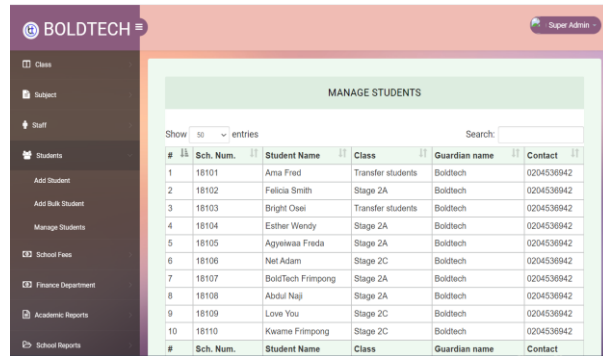 BOLDTECH
Super Admin
Class
Subject
Staff
Students
Add Student
Add Bulk Student
Manage Students
School Fees
Finance Department
Academic Reports
School Reports
MANAGE STUDENTS
Show 50 entries Search:
# Sch. Num. Student Name Class Guardian name Contact
1 18101 Ama Fred Transfer students Boldtech 0204536942
2 18102 Felicia Smith Stage 2A Boldtech 0204536942
3 18103 Bright Osei Transfer students Boldtech 0204536942
4 18104 Esther Wendy Stage 2A Boldtech 0204536942
5 18105 Agyeiwaa Freda Stage 2A Boldtech 0204536942
6 18106 Net Adam Stage 2C Boldtech 0204536942
7 18107 BoldTech Frimpong Stage 2A Boldtech 0204536942
8 18108 Abdul Naji Stage 2A Boldtech 0204536942
9 18109 Love You Stage 2C Boldtech 0204536942
10 18110 Kwame Frimpong Stage 2C Boldtech 0204536942
# Sch. Num. Student Name Class Guardian name Contact